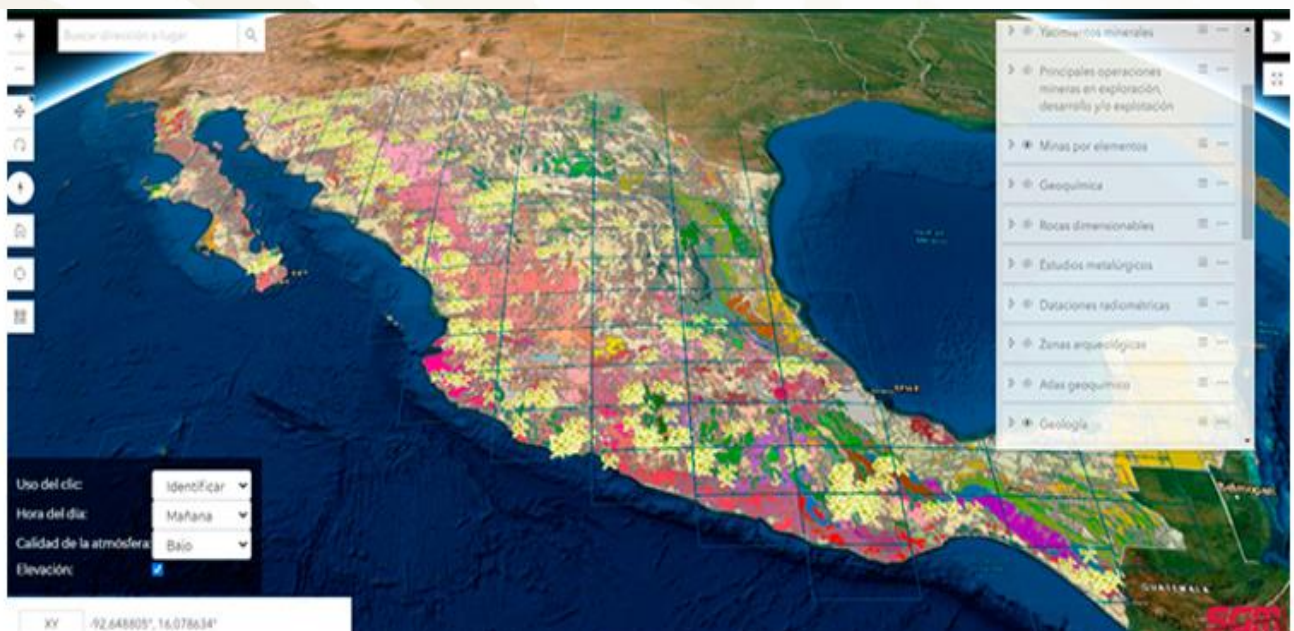 Buscar dirección o lugar
Yacimientos minerales
Principales operaciones
mineras en exploración,
desarrollo y/o explotación
Minas por elementos
Geoquímica
Rocas dimensionables
Estudios metalúrgicos
Dataciones radiométricas
Zonas arqueológicas
Atlas geoquímico
Geología
Uso del clic: Identificar
Hora del día: Mañana
Calidad de la atmósfera: Bajo
Elevación:
GUATEMALA
SGM
XY -92.648805°, 16.078634°